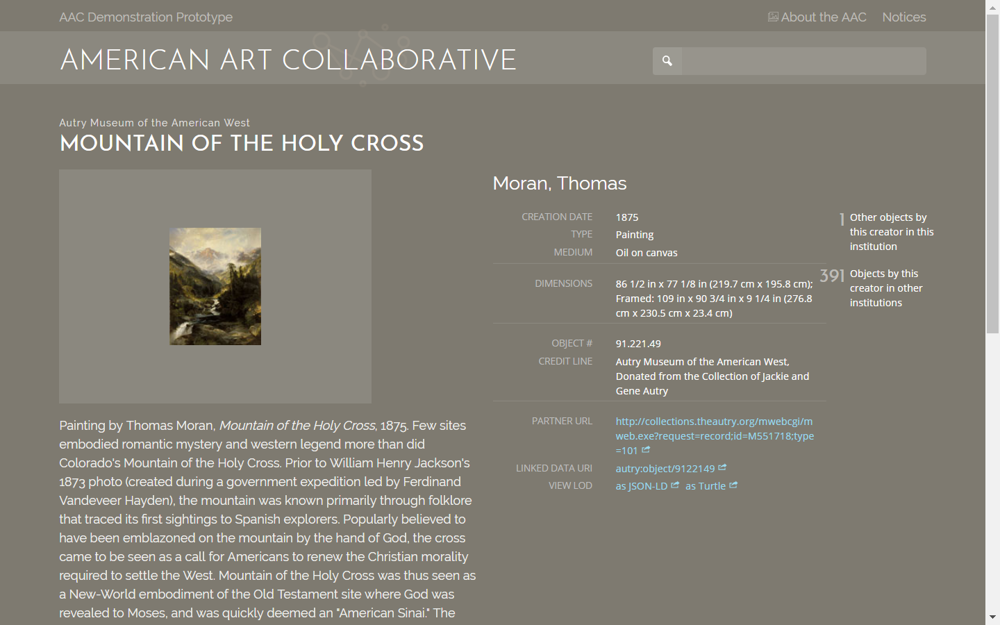 AAC Demonstration Prototype
About the AAC Notices
AMERICAN ART COLLABORATIVE
Autry Museum of the American West
MOUNTAIN OF THE HOLY CROSS
Painting by Thomas Moran, Mountain of the Holy Cross, 1875. Few sites
embodied romantic mystery and western legend more than did
Colorado's Mountain of the Holy Cross. Prior to William Henry Jackson's
1873 photo (created during a government expedition led by Ferdinand
Vandeveer Hayden), the mountain was known primarily through folklore
that traced its first sightings to Spanish explorers. Popularly believed to
have been emblazoned on the mountain by the hand of God, the cross
came to be seen as a call for Americans to renew the Christian morality
required to settle the West. Mountain of the Holy Cross was thus seen as
a New-World embodiment of the Old Testament site where God was
revealed to Moses, and was quickly deemed an "American Sinai." The
Moran, Thomas
CREATION DATE 1875
TYPE Painting
MEDIUM Oil on canvas
DIMENSIONS 86 1/2 in x 77 1/8 in (219.7 cm x 195.8 cm);
Framed: 109 in x 90 3/4 in x 9 1/4 in (276.8
cm x 230.5 cm x 23.4 cm)
OBJECT # 91.221.49
CREDIT LINE Autry Museum of the American West,
Donated from the Collection of Jackie and
Gene Autry
PARTNER URL http://collections.theautry.org/mwebcgi/m
web.exe?request=record;id=M551718;type
=101
LINKED DATA URI autry:object/9122149
VIEW LOD as JSON-LD as Turtle
1 Other objects by
this creator in this
institution
391 Objects by this
creator in other
institutions